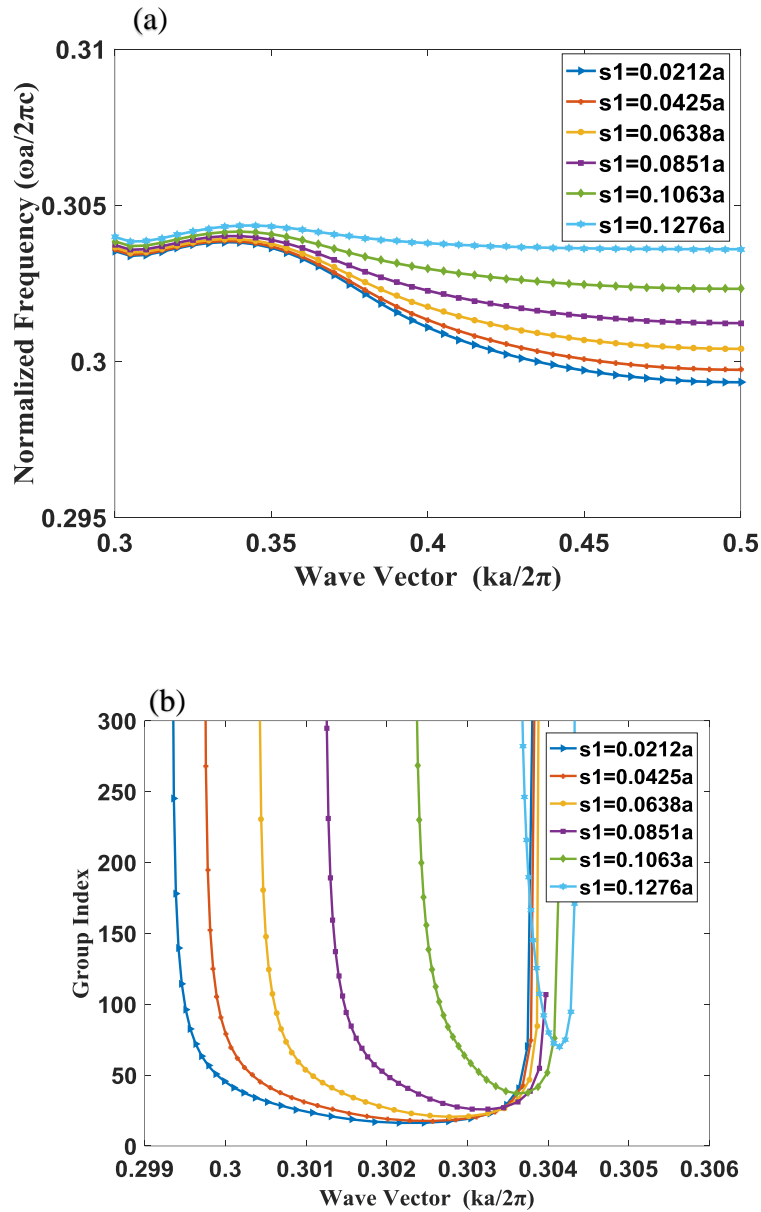 (a)
0.31
0.305
0.3
0.295
Normalized Frequency (ωa/2πc)
s1=0.0212a
s1=0.0425a
s1=0.0638a
s1=0.0851a
s1=0.1063a
s1=0.1276a
0.3 0.35 0.4 0.45 0.5
Wave Vector (ka/2π)
(b)
300
250
200
150
100
50
0
Group Index
s1=0.0212a
s1=0.0425a
s1=0.0638a
s1=0.0851a
s1=0.1063a
s1=0.1276a
0.299 0.3 0.301 0.302 0.303 0.304 0.305 0.306
Wave Vector (ka/2π)